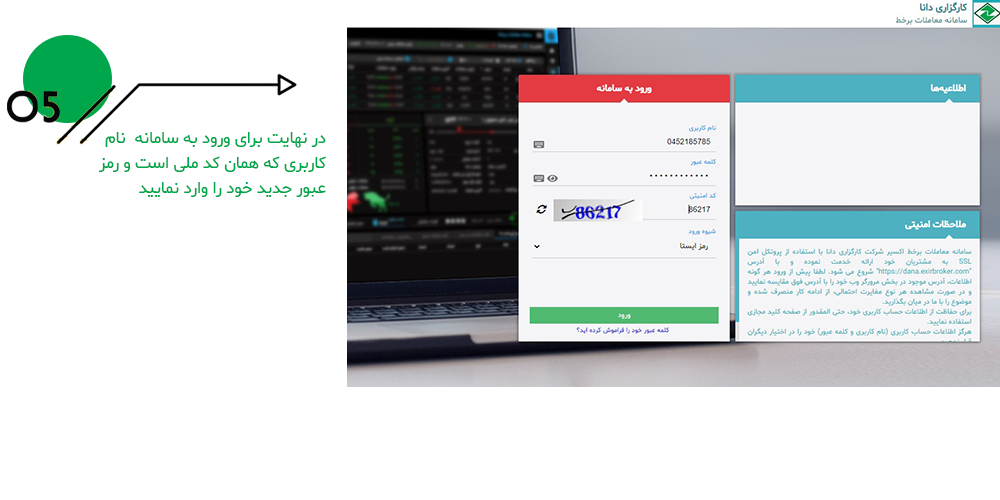 کارگزاری دانا
سامانه معاملات برخط
05
در نهایت برای ورود به سامانه نام
کاربری که همان کد ملی است و رمز
عبور جدید خود را وارد نمایید
ورود به سامانه
نام کاربری
0452185785
کلمه عبور
کد امنیتی
86217
86217
شیوه ورود
رمز ایستا
ورود
کلمه عبور خود را فراموش کرده اید؟
اطلاعیه‌ها
ملاحظات امنیتی
سامانه معاملات برخط اکسیر شرکت کارگزاری دانا با استفاده از پروتکل امن
SSL به مشتریان خود ارائه خدمت نموده و با آدرس
"https://dana.exirbroker.com" شروع می شود. لطفا پیش از ورود هر گونه
اطلاعات، آدرس موجود در بخش مرورگر وب خود را با آدرس فوق مقایسه نمایید
و در صورت مشاهده هر نوع مغایرت احتمالی، از ادامه کار منصرف شده و
موضوع را با ما در میان بگذارید.
برای حفاظت از اطلاعات حساب کاربری خود، حتی المقدور از صفحه کلید مجازی
استفاده نمایید.
هرگز اطلاعات حساب کاربری (نام کاربری و کلمه عبور) خود را در اختیار دیگران